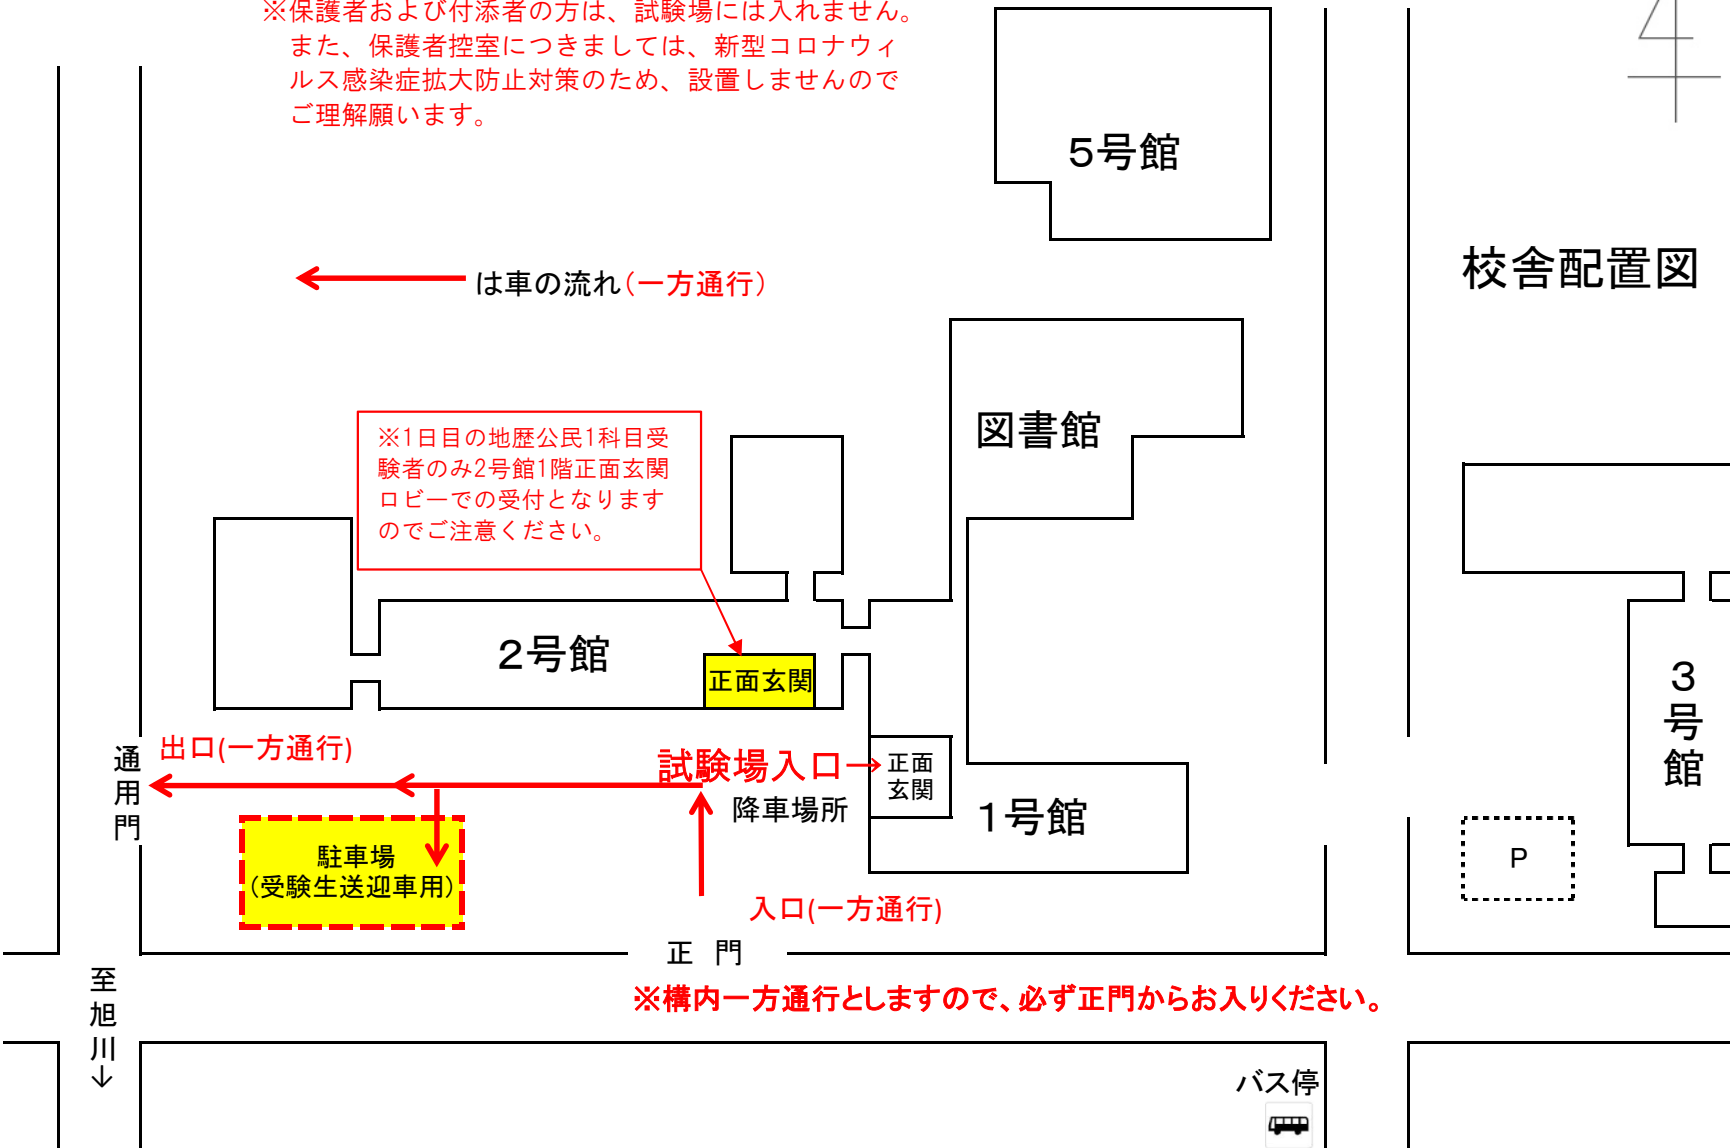 ※保護者および付添者の方は、試験場には入れません。
また、保護者控室につきましては、新型コロナウィ
ルス感染症拡大防止対策のため、設置しませんので
ご理解願います。
5号館
校舎配置図
は車の流れ(一方通行)
図書館
※1日目の地歴公民1科目受
験者のみ2号館1階正面玄関
ロビーでの受付となります
のでご注意ください。
2号館
正面玄関
3号館
通用門
出口(一方通行)
試験場入口→
正面
玄関
降車場所
1号館
駐車場
(受験生送迎車用)
P
入口(一方通行)
正 門
※構内一方通行としますので、必ず正門からお入りください。
至旭川↓
バス停